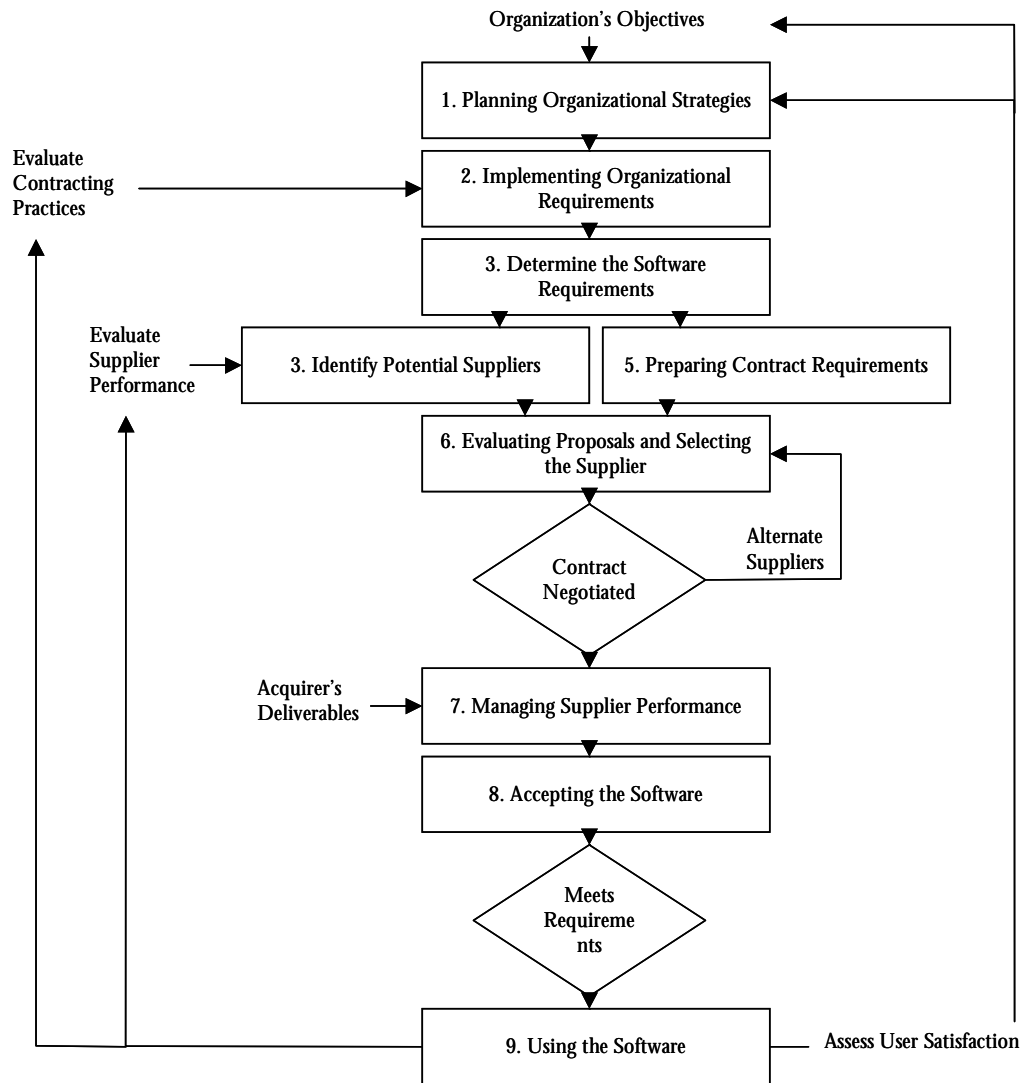 Organization’s Objectives
1. Planning Organizational Strategies
Evaluate
Contracting
Practices
2. Implementing Organizational
Requirements
3. Determine the Software
Requirements
Evaluate
Supplier
Performance
3. Identify Potential Suppliers
5. Preparing Contract Requirements
6. Evaluating Proposals and Selecting
the Supplier
Alternate
Suppliers
Contract
Negotiated
Acquirer’s
Deliverables
7. Managing Supplier Performance
8. Accepting the Software
Meets
Requireme
nts
9. Using the Software
Assess User Satisfaction